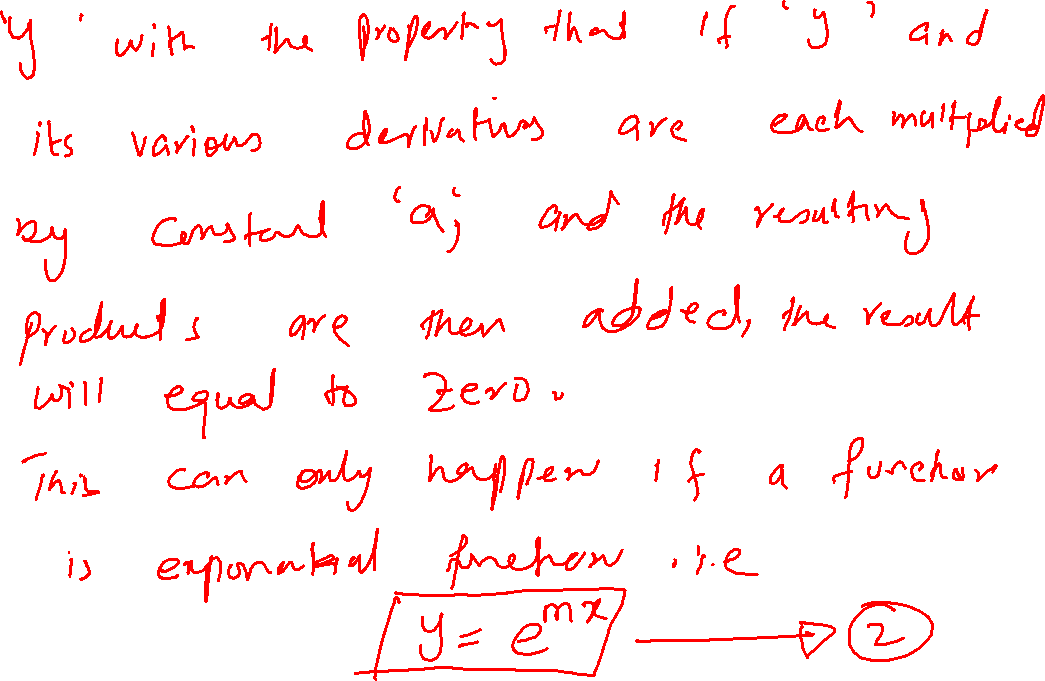 'y' with the property that if 'y' and
its various derivatives are each multiplied
by constant 'a; and the resulting
products are then added, the result
will equal to zero.
This can only happen if a function
is exponential function i.e
y = e^{mx} → 2